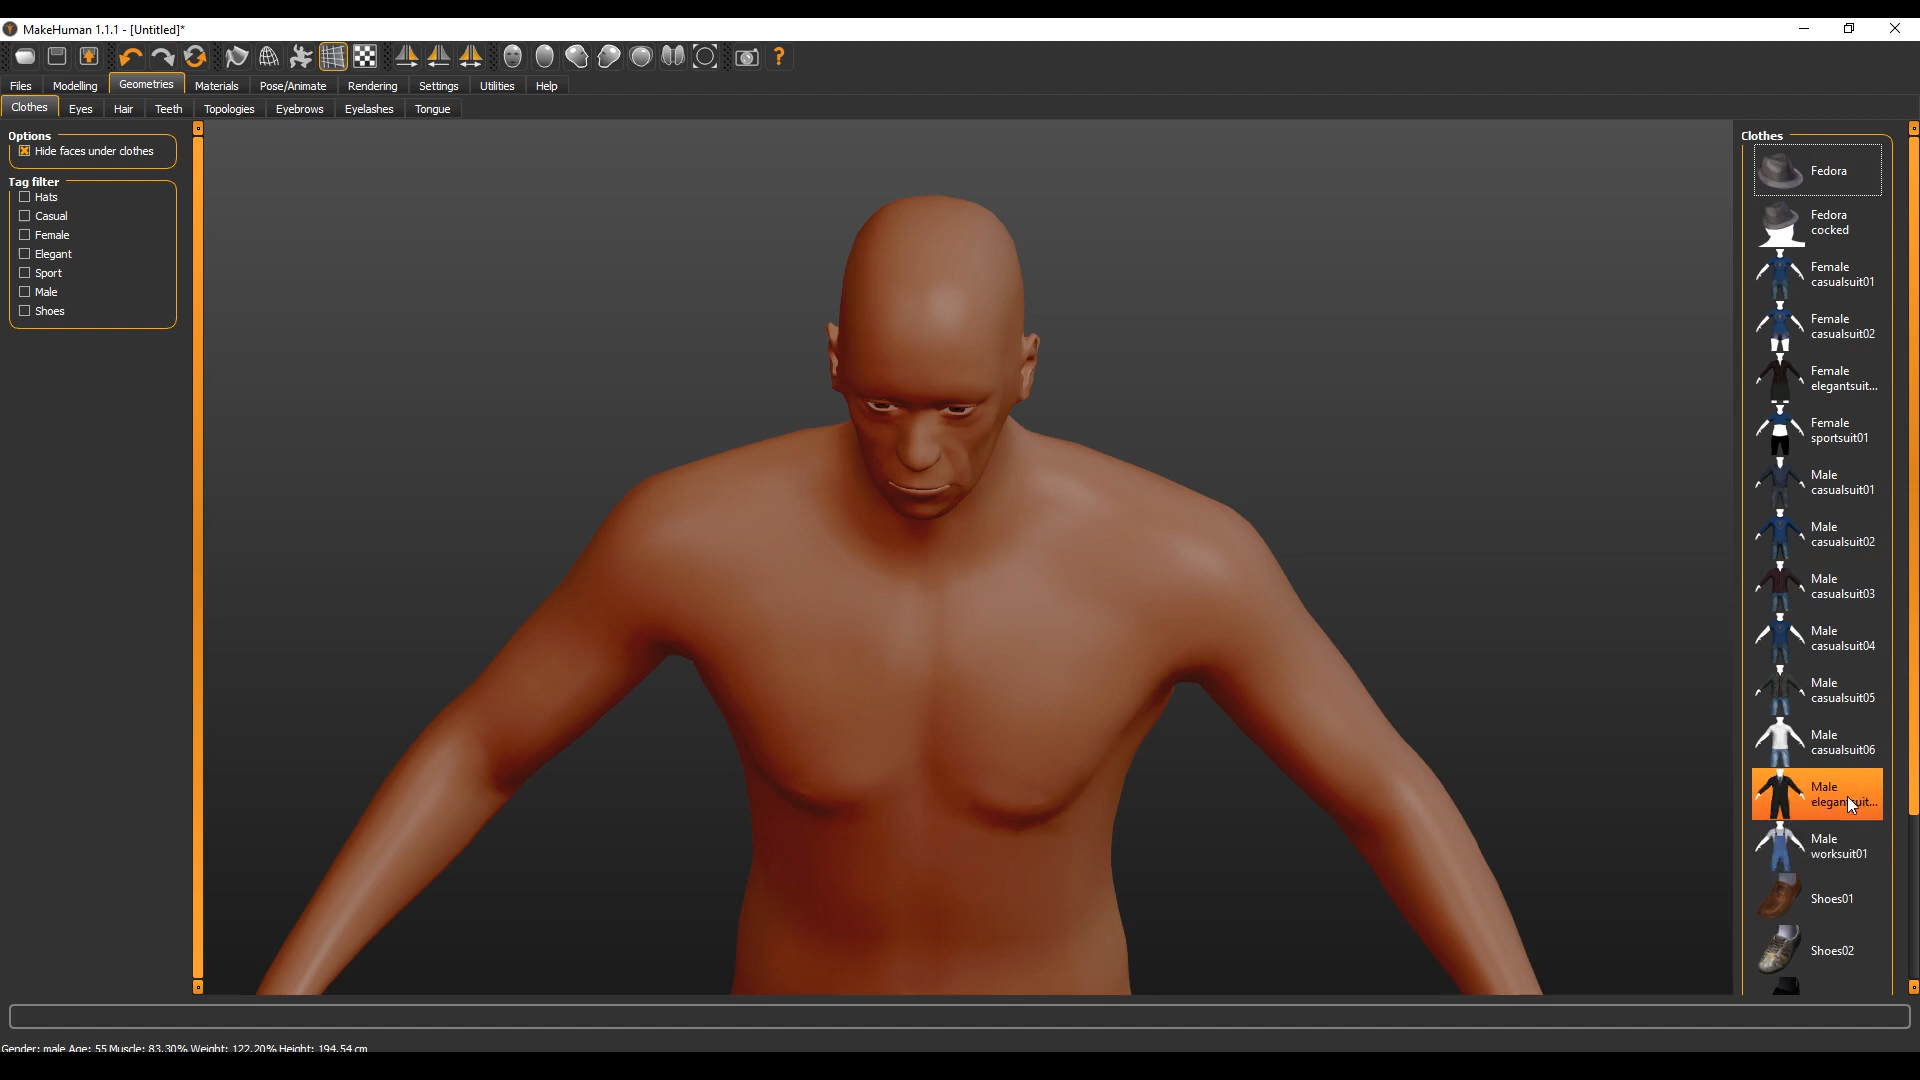 MakeHuman 1.1.1 - [Untitled]*
Files Modelling Geometries Materials Pose/Animate Rendering Settings Utilities Help
Clothes Eyes Hair Teeth Topologies Eyebrows Eyelashes Tongue
Options
Hide faces under clothes
Tag filter
Hats
Casual
Female
Elegant
Sport
Male
Shoes
Clothes
Fedora
Fedora
cocked
Female
casualsuit01
Female
casualsuit02
Female
elegantsuit...
Female
sportsuit01
Male
casualsuit01
Male
casualsuit02
Male
casualsuit03
Male
casualsuit04
Male
casualsuit05
Male
casualsuit06
Male
elegantsuit...
Male
worksuit01
Shoes01
Shoes02
Gender: male Age: 55 Muscle: 83.30% Weight: 122.20% Height: 194.54 cm